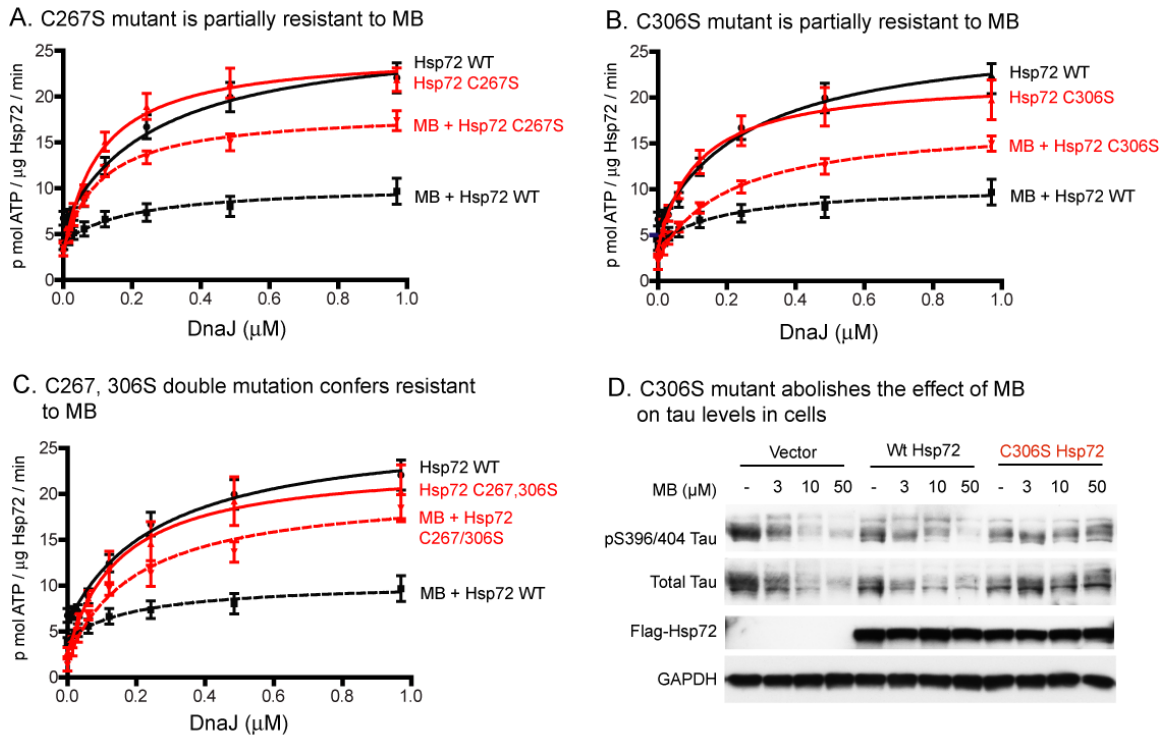 A. C267S mutant is partially resistant to MB
p mol ATP / μg Hsp72 / min
25
20
15
10
5
0
0.0 0.2 0.4 0.6 0.8 1.0
DnaJ (μM)
Hsp72 WT
Hsp72 C267S
MB + Hsp72 C267S
MB + Hsp72 WT
B. C306S mutant is partially resistant to MB
p mol ATP / μg Hsp72 / min
25
20
15
10
5
0
0.0 0.2 0.4 0.6 0.8 1.0
DnaJ (μM)
Hsp72 WT
Hsp72 C306S
MB + Hsp72 C306S
MB + Hsp72 WT
C. C267, 306S double mutation confers resistant
to MB
p mol ATP / μg Hsp72 / min
25
20
15
10
5
0
0.0 0.2 0.4 0.6 0.8 1.0
DnaJ (μM)
Hsp72 WT
Hsp72 C267,306S
MB + Hsp72
C267/306S
MB + Hsp72 WT
D. C306S mutant abolishes the effect of MB
on tau levels in cells
Vector Wt Hsp72 C306S Hsp72
MB (μM) - 3 10 50 - 3 10 50 - 3 10 50
pS396/404 Tau
Total Tau
Flag-Hsp72
GAPDH